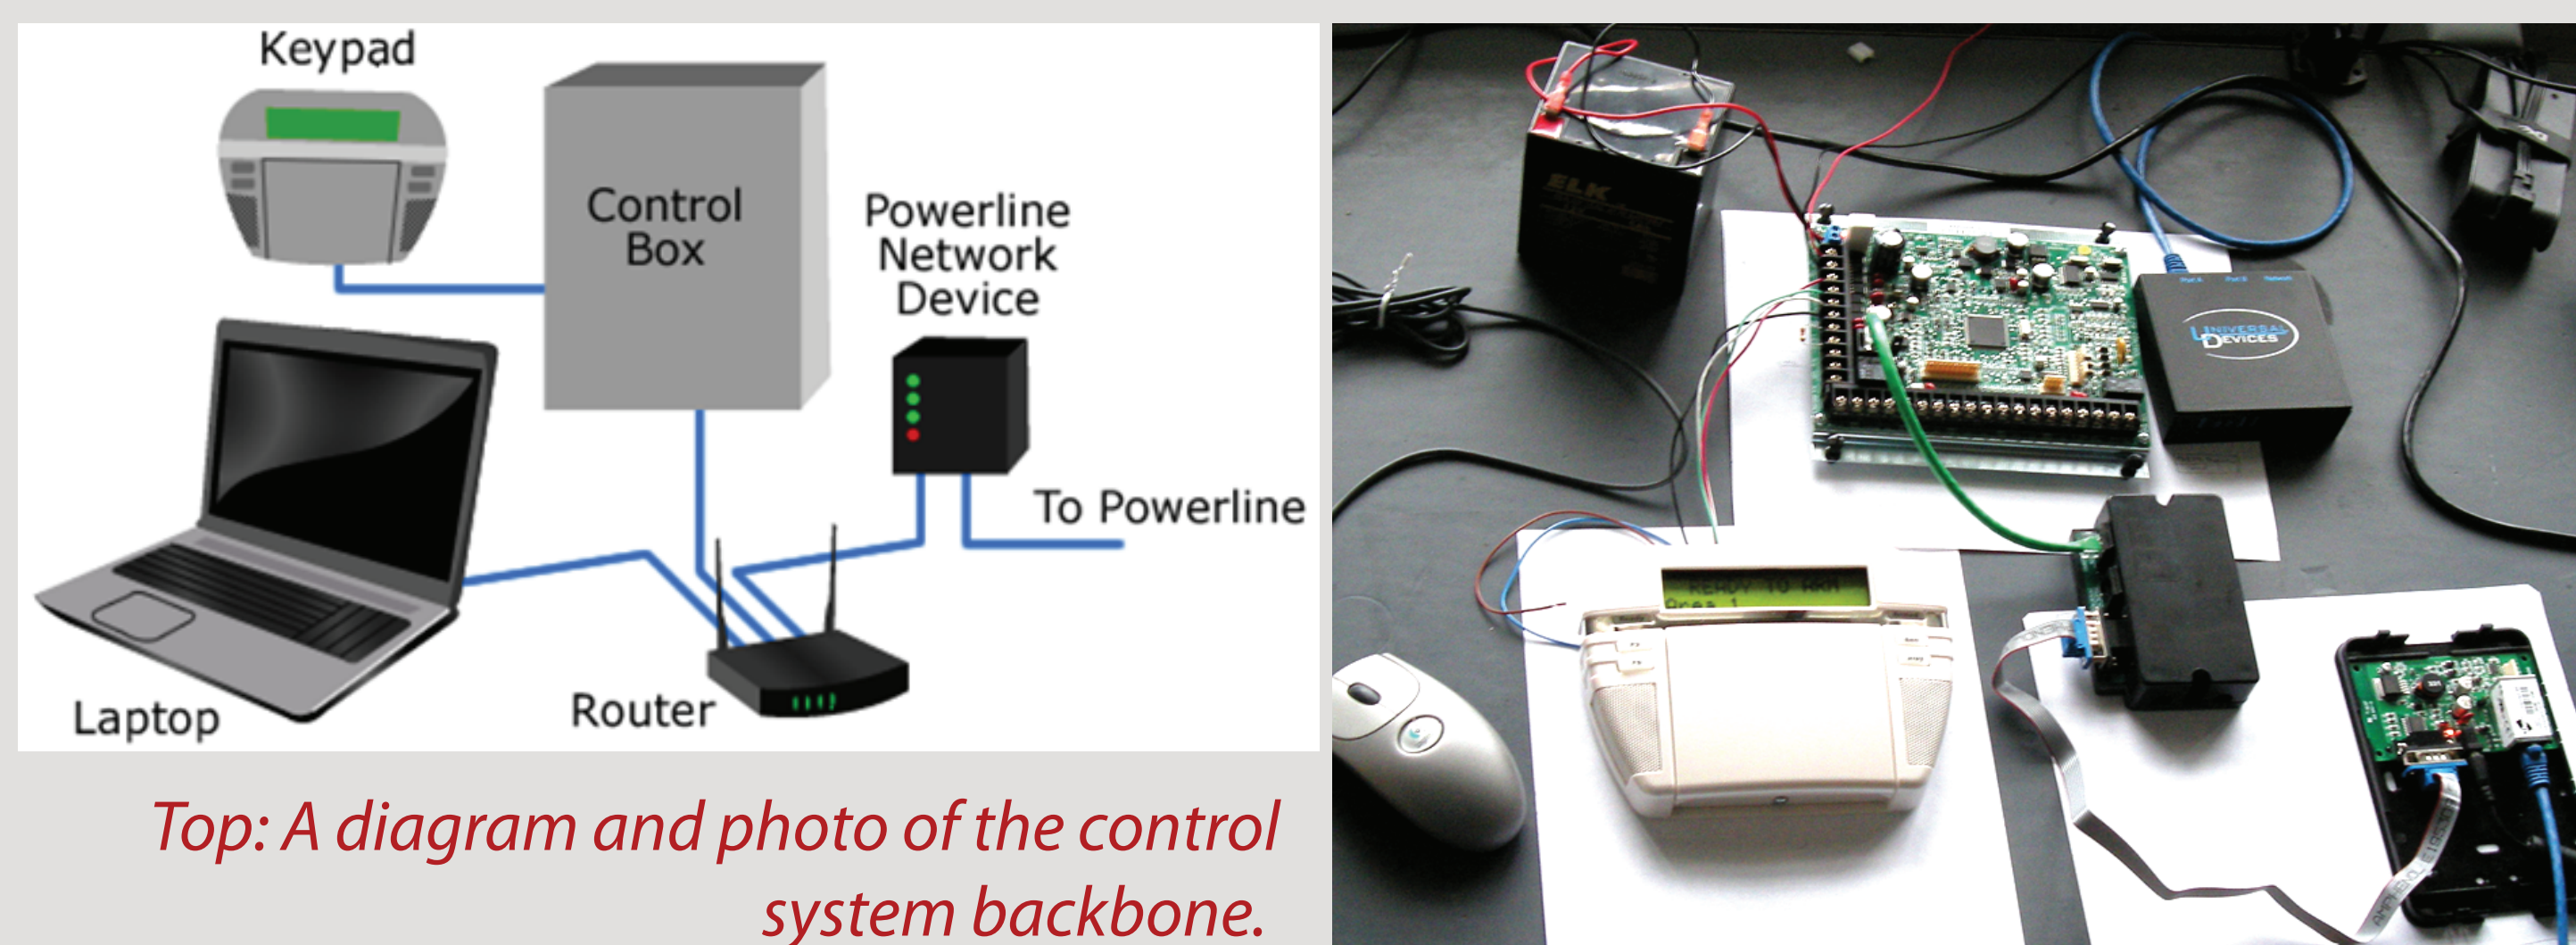 Keypad
Control
Box
Powerline
Network
Device
To Powerline
Laptop
Router
Top: A diagram and photo of the control
system backbone.
ELK
UNIVERSAL
DEVICES
READY TO ARM
Area 1